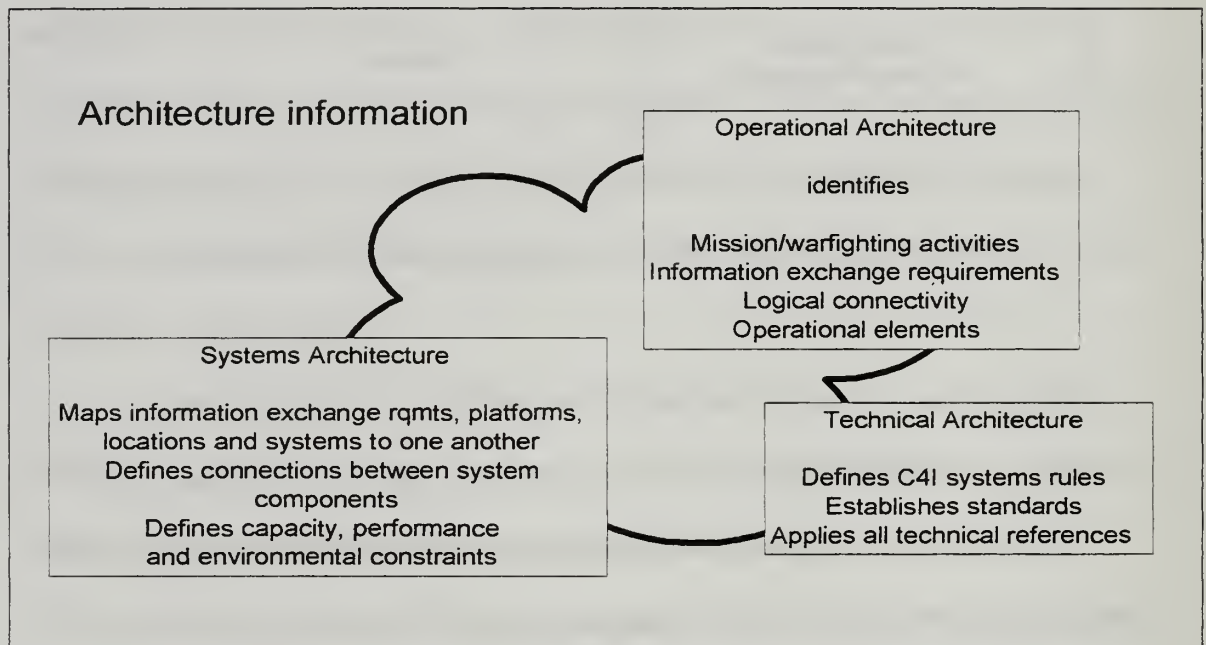 Architecture information
Operational Architecture
identifies
Mission/warfighting activities
Information exchange requirements
Logical connectivity
Operational elements
Systems Architecture
Maps information exchange rqmts, platforms,
locations and systems to one another
Defines connections between system
components
Defines capacity, performance
and environmental constraints
Technical Architecture
Defines C4I systems rules
Establishes standards
Applies all technical references